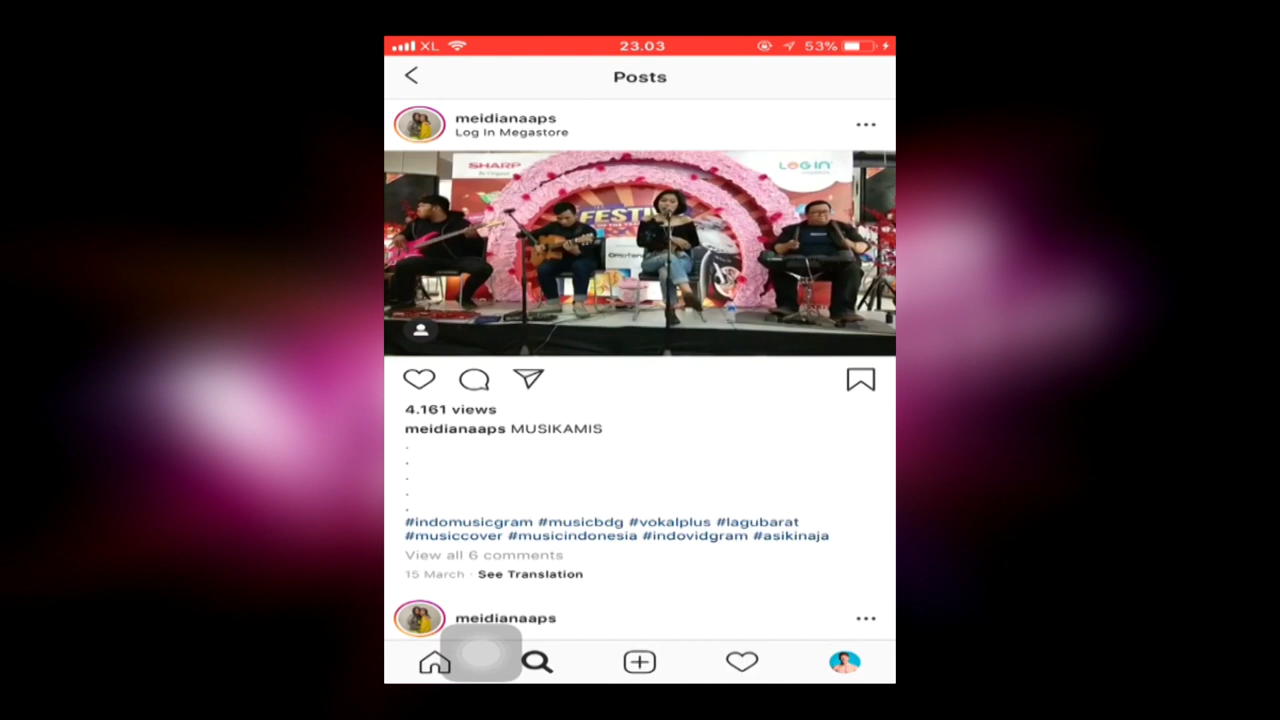 XL 23.03 53%
Posts
meidianaaps
Log In Megastore
SHARP
LOG IN
FESTI
4.161 views
meidianaaps MUSIKAMIS
.
.
.
.
.
#indomusicgram #musicbdg #vokalplus #lagubarat
#musiccover #musicindonesia #indovidgram #asikinaja
View all 6 comments
15 March · See Translation
meidianaaps